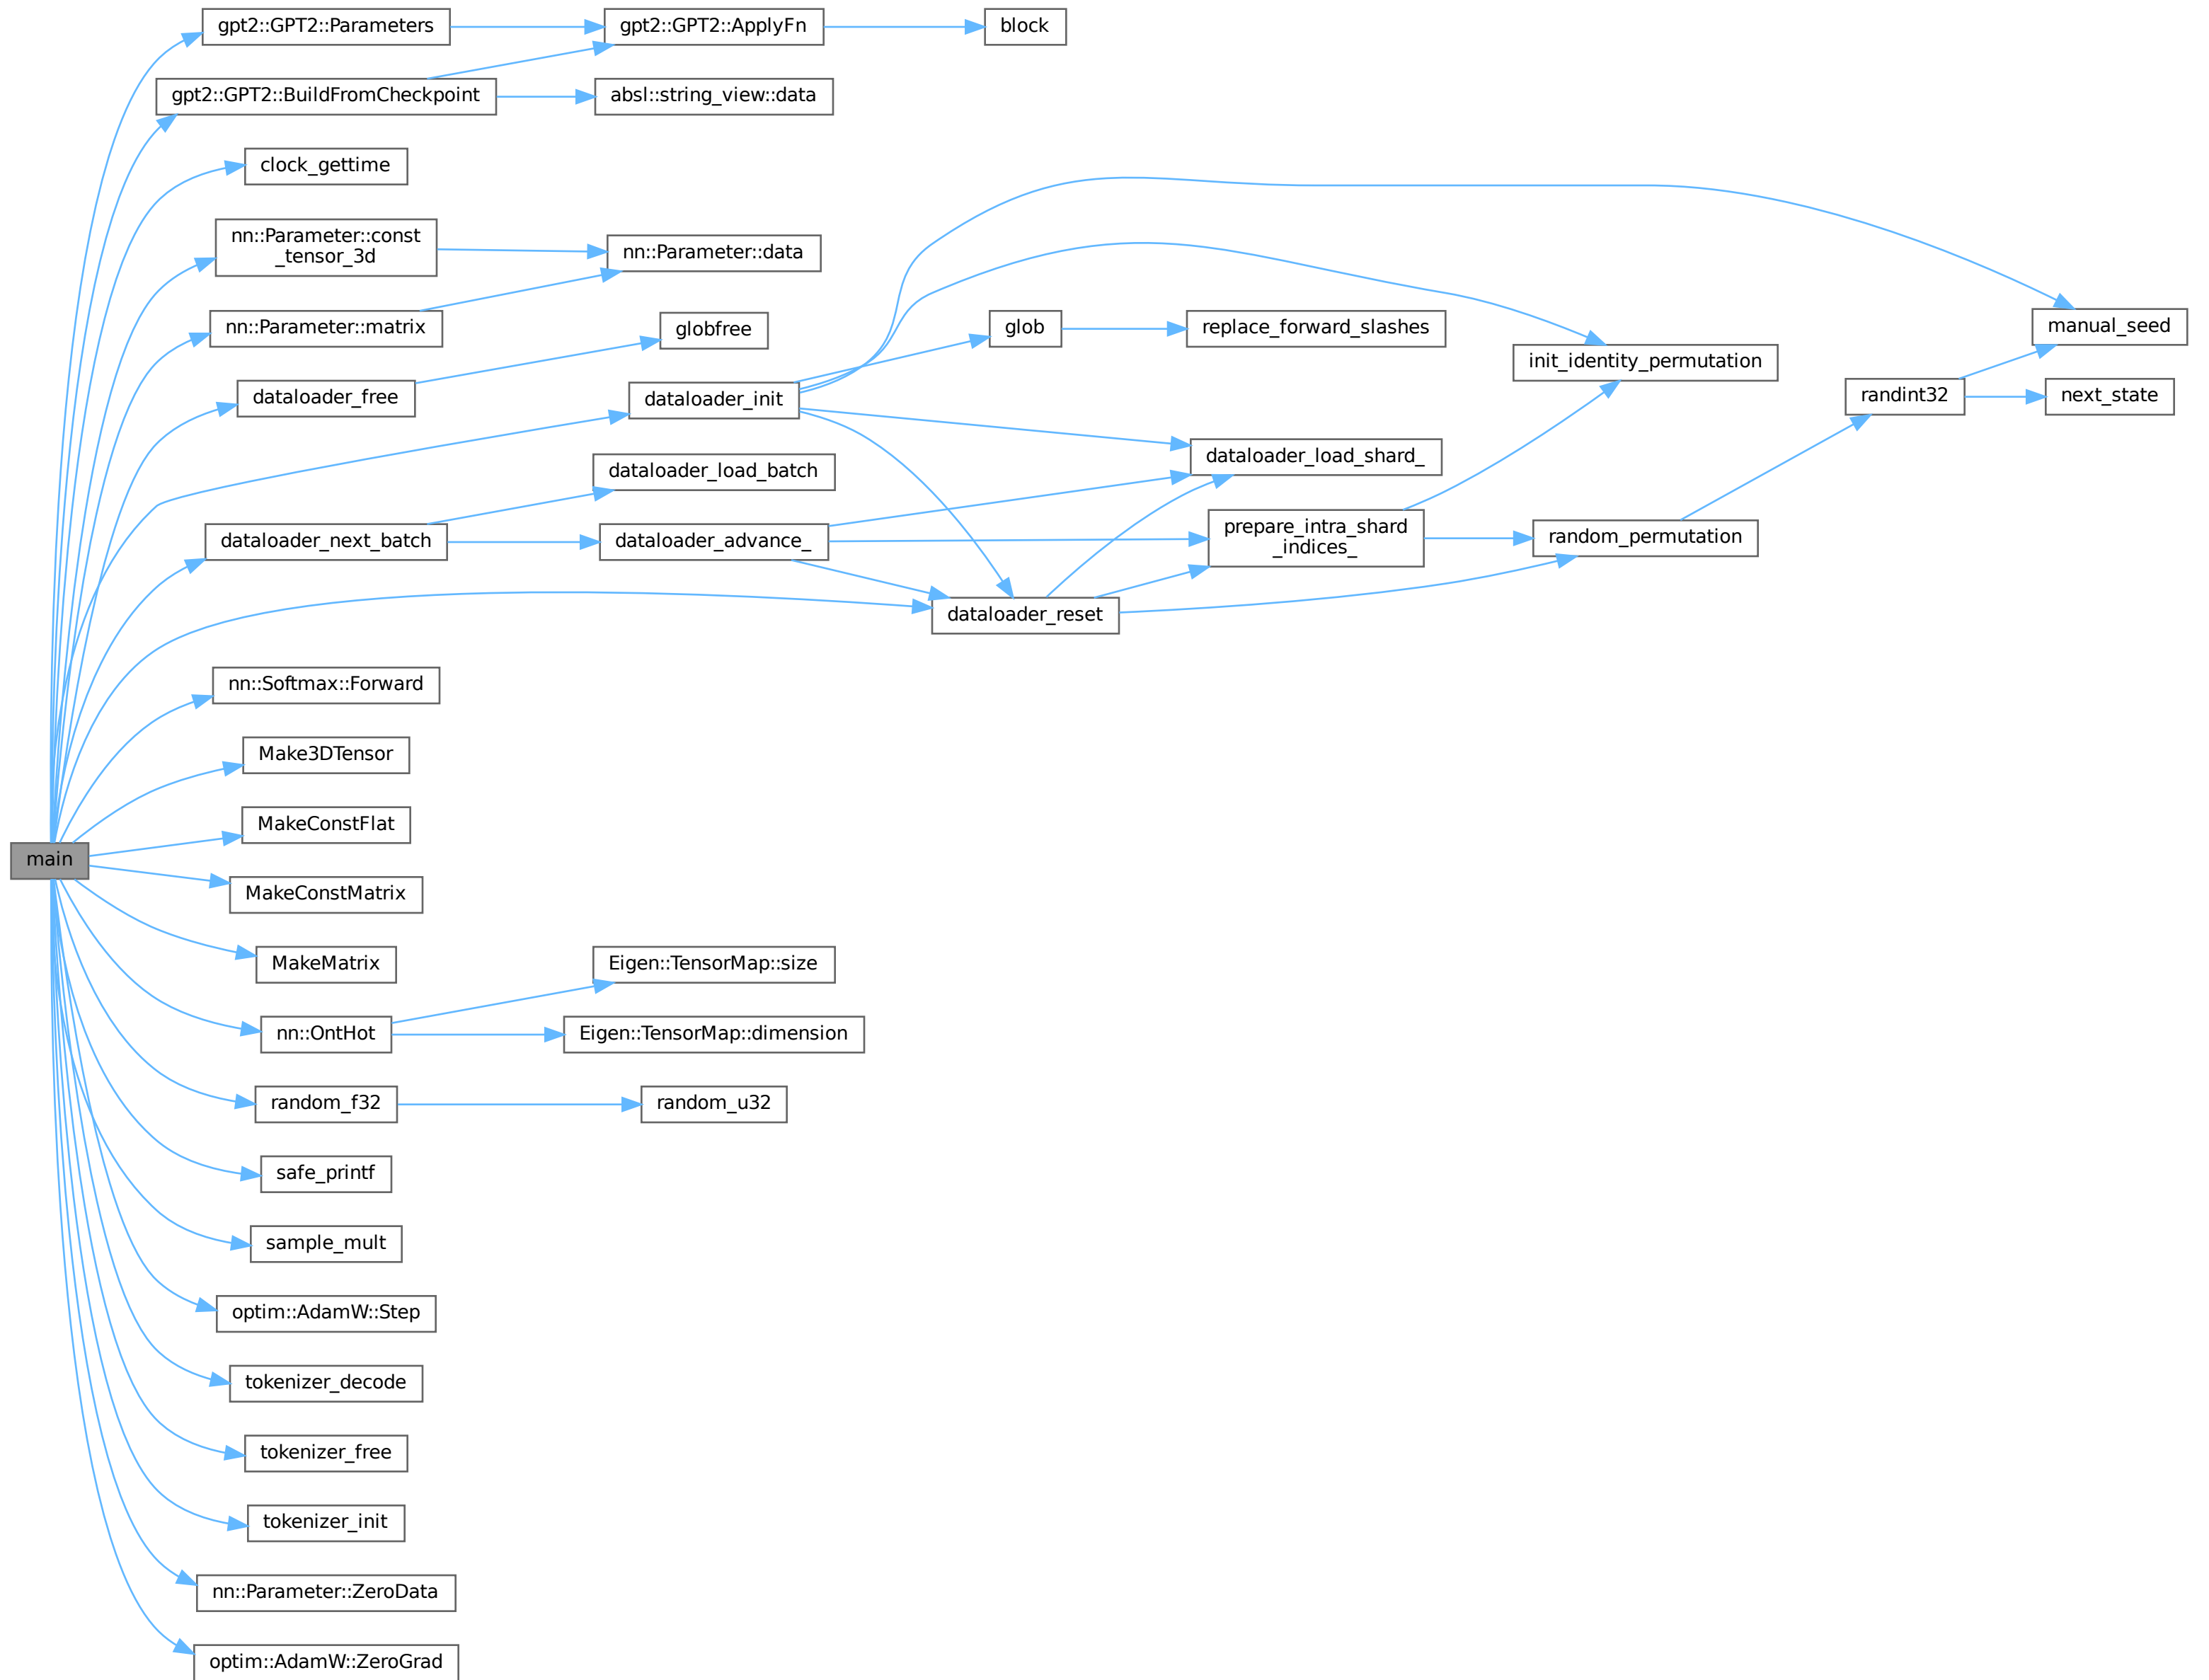 gpt2::GPT2::Parameters
gpt2::GPT2::ApplyFn
block
gpt2::GPT2::BuildFromCheckpoint
absl::string_view::data
clock_gettime
nn::Parameter::const
_tensor_3d
nn::Parameter::data
nn::Parameter::matrix
globfree
glob
replace_forward_slashes
manual_seed
init_identity_permutation
dataloader_free
dataloader_init
randint32
next_state
dataloader_load_batch
dataloader_load_shard_
dataloader_next_batch
dataloader_advance_
prepare_intra_shard
_indices_
random_permutation
dataloader_reset
nn::Softmax::Forward
Make3DTensor
MakeConstFlat
main
MakeConstMatrix
MakeMatrix
Eigen::TensorMap::size
nn::OntHot
Eigen::TensorMap::dimension
random_f32
random_u32
safe_printf
sample_mult
optim::AdamW::Step
tokenizer_decode
tokenizer_free
tokenizer_init
nn::Parameter::ZeroData
optim::AdamW::ZeroGrad